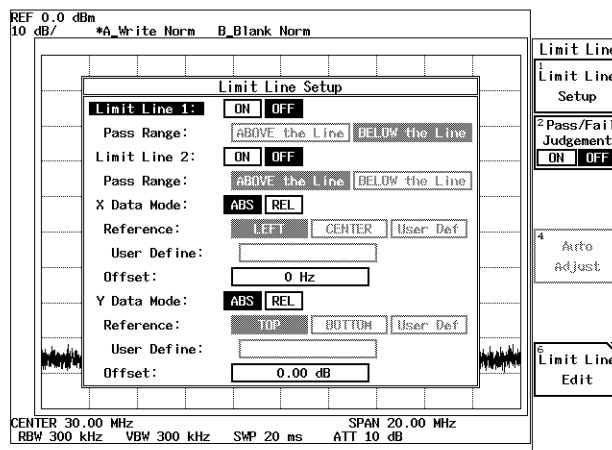 REF 0.0 dBm
10 dB/ *A_Write Norm B_Blank Norm
Limit Line
1
Limit Line
Setup
2 Pass/Fail
Judgement
ON OFF
4
Auto
Adjust
6
Limit Line
Edit
Limit Line Setup
Limit Line 1: ON OFF
Pass Range: ABOVE the Line BELOW the Line
Limit Line 2: ON OFF
Pass Range: ABOVE the Line BELOW the Line
X Data Mode: ABS REL
Reference: LEFT CENTER User Def
User Define:
Offset: 0 Hz
Y Data Mode: ABS REL
Reference: TOP BOTTOM User Def
User Define:
Offset: 0.00 dB
CENTER 30.00 MHz SPAN 20.00 MHz
RBW 300 kHz VBW 300 kHz SWP 20 ms ATT 10 dB